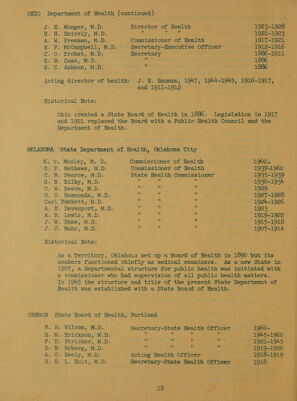 OHIO Department of Health (continued)
J. E. Monger, M.D. Director of Health 1923-1928
H. H. Snively, M.D. " " " 1921-1923
A. W. Freeman, M.D. Commissioner of Health 1917-1921
E. F. McCampbell, M.D. Secretary-Executive Officer 1912-1916
C. O. Probst, M.D. Secretary 1886-1911
G. B. Case, M.D. " 1886
G. C. Ashmun, M.D. " 1886
Acting director of health: J. E. Bauman, 1947, 1944-1945, 1916-1917,
and 1911-1912
Historical Note:
Ohio created a State Board of Health in 1886. Legislation in 1917
and 1921 replaced the Board with a Public Health Council and the
Department of Health.
OKLAHOMA State Department of Health, Oklahoma City
K. T. Mosley, M. D. Commissioner of Health 1960-
G. F. Mathews, M.D. Commissioner of Health 1939-1960
C. M. Pearce, M.D. State Health Commissioner 1935-1939
G. N. Bilby, M.D. " " " 1930-1934
C. W. Beson, M.D. " " " 1929
O. O. Hammonds, M.D. " " " 1927-1928
Carl Puckett, H.D. " " " 1924-1926
A. E. Davenport, M.D. " " " 1923
A. R. Lewis, M.D. " " " 1919-1922
J. W. Duke, M.D. " " " 1915-1918
J. C. Mahr, M.D. " " " 1907-1914
Historical Note:
As a Territory, Oklahoma set up a Board of Health in 1890 but its
members functioned chiefly as medical examiners. As a new State in
1907, a departmental structure for public health was initiated with
a commissioner who had supervision of all public health matters.
In 1945 the structure and title of the present State Department of
Health was established with a State Board of Health.
OREGON State Board of Health, Portland
R. H. Wilcox, M.D. Secretary-State Health Officer 1960-
H. M. Erickson, M.D. " " " " 1945-1960
F. D. Stricker, M.D. " " " " 1921-1945
D. N. Roberg, M.D. " " " " 1919-1920
A. C. Seely, M.D. Acting Health Officer 1918-1919
R. E. L. Holt, M.D. Secretary-State Health Officer 1918
18